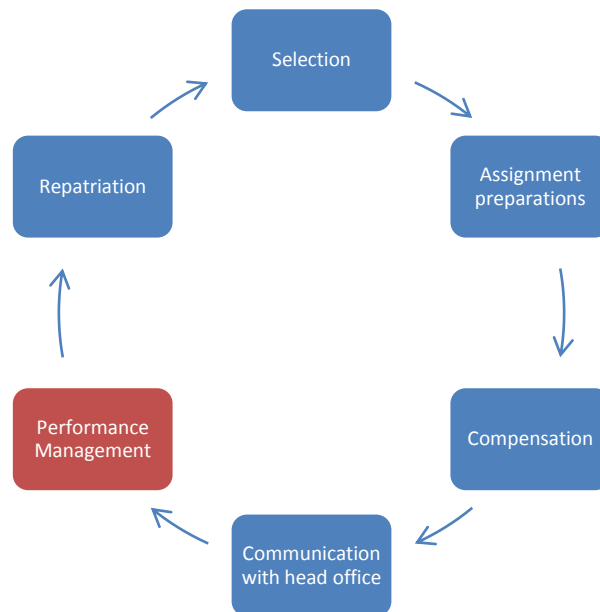 Selection
Assignment
preparations
Compensation
Communication
with head office
Performance
Management
Repatriation